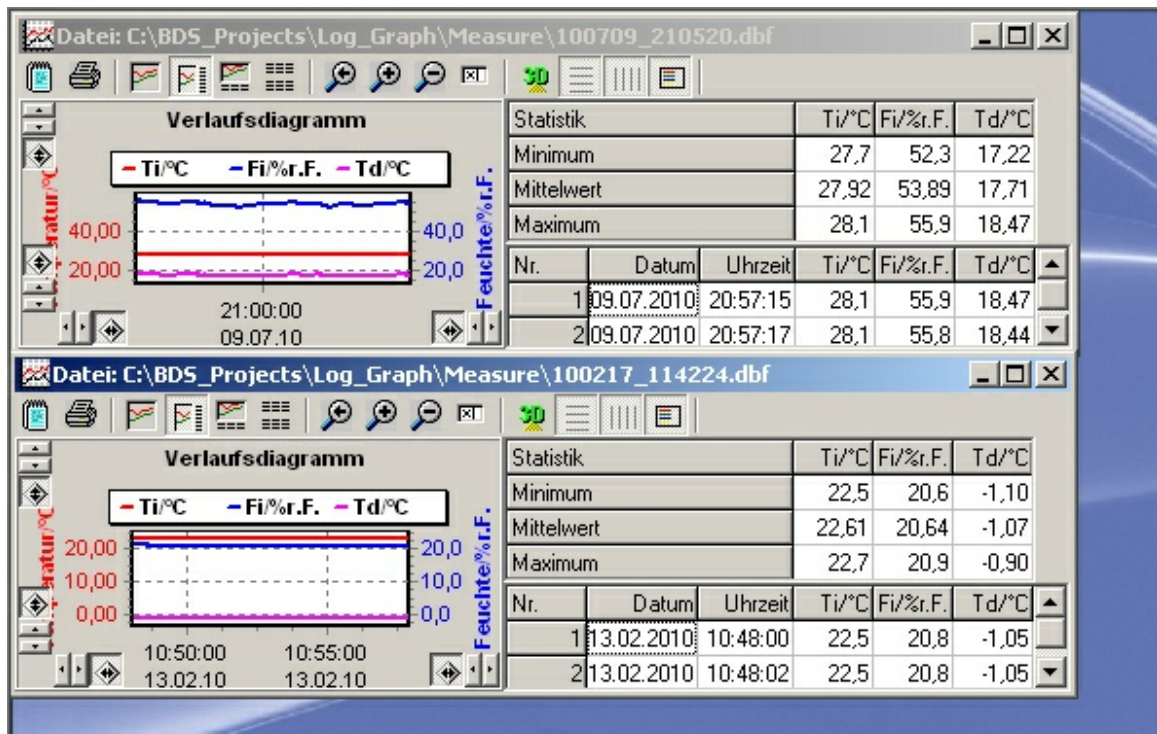 Datei: C:\BDS_Projects\Log_Graph\Measure\100709_210520.dbf
3D
Verlaufsdiagramm
Ti/°C Fi/%r.F. Td/°C
40,00
20,00
40,0
20,0
Feuchte/%r.F.
21:00:00
09.07.10
Statistik Ti/°C Fi/%r.F. Td/°C
Minimum 27,7 52,3 17,22
Mittelwert 27,92 53,89 17,71
Maximum 28,1 55,9 18,47
Nr. Datum Uhrzeit Ti/°C Fi/%r.F. Td/°C
1 09.07.2010 20:57:15 28,1 55,9 18,47
2 09.07.2010 20:57:17 28,1 55,8 18,44
Datei: C:\BDS_Projects\Log_Graph\Measure\100217_114224.dbf
3D
Verlaufsdiagramm
Ti/°C Fi/%r.F. Td/°C
20,00
10,00
0,00
20,0
10,0
0,0
Feuchte/%r.F.
10:50:00 10:55:00
13.02.10 13.02.10
Statistik Ti/°C Fi/%r.F. Td/°C
Minimum 22,5 20,6 -1,10
Mittelwert 22,61 20,64 -1,07
Maximum 22,7 20,9 -0,90
Nr. Datum Uhrzeit Ti/°C Fi/%r.F. Td/°C
1 13.02.2010 10:48:00 22,5 20,8 -1,05
2 13.02.2010 10:48:02 22,5 20,8 -1,05